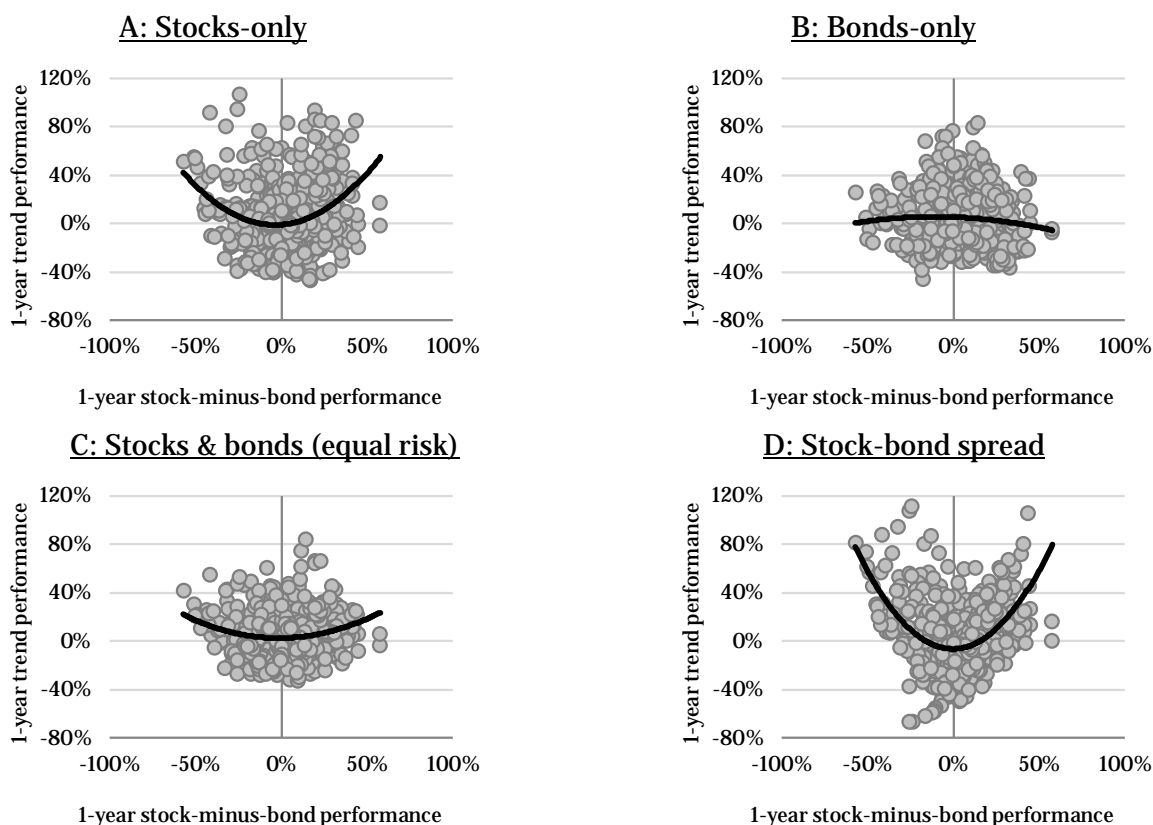 A: Stocks-only
1-year trend performance
120%
80%
40%
0%
-40%
-80%
-100% -50% 0% 50% 100%
1-year stock-minus-bond performance
B: Bonds-only
1-year trend performance
120%
80%
40%
0%
-40%
-80%
-100% -50% 0% 50% 100%
1-year stock-minus-bond performance
C: Stocks & bonds (equal risk)
1-year trend performance
120%
80%
40%
0%
-40%
-80%
-100% -50% 0% 50% 100%
1-year stock-minus-bond performance
D: Stock-bond spread
1-year trend performance
120%
80%
40%
0%
-40%
-80%
-100% -50% 0% 50% 100%
1-year stock-minus-bond performance